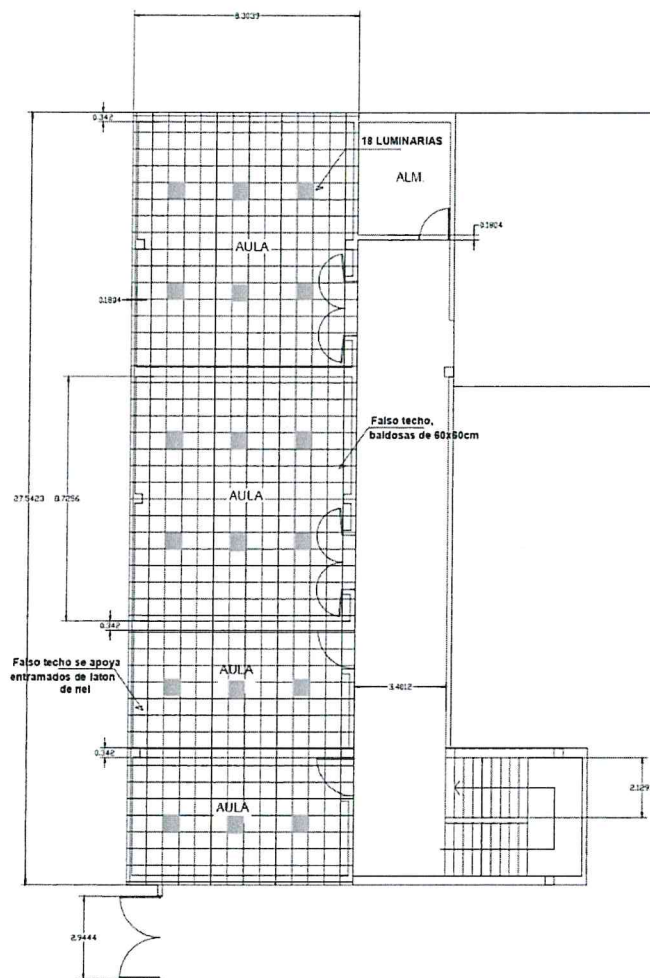 8.3039
0.342
18 LUMINARIAS
ALM.
0.1804
AULA
0.1804
Falso techo,
baldosas de 60x60cm
27.5423
8.7256
AULA
0.342
Falso techo se apoya
entramados de laton
de riel
AULA
3.4012
0.342
2.129
AULA
2.9444